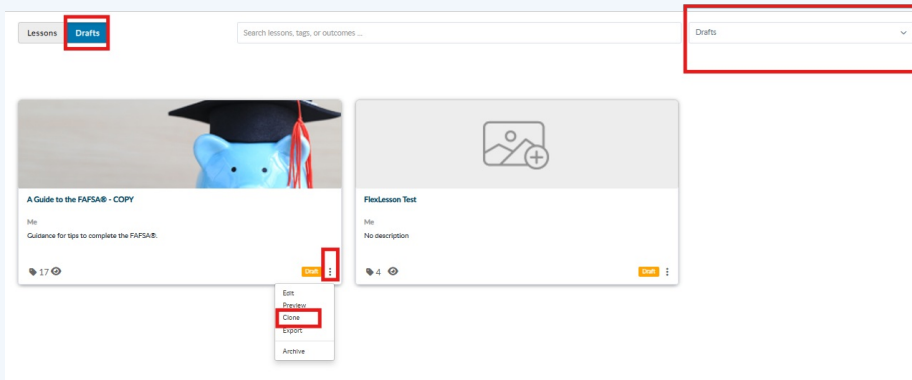 Lessons Drafts
Search lessons, tags, or outcomes ...
Drafts
A Guide to the FAFSA® - COPY
Me
Guidance for tips to complete the FAFSA®.
17
Draft
FlexLesson Test
Me
No description
4
Draft
Edit
Preview
Clone
Export
Archive